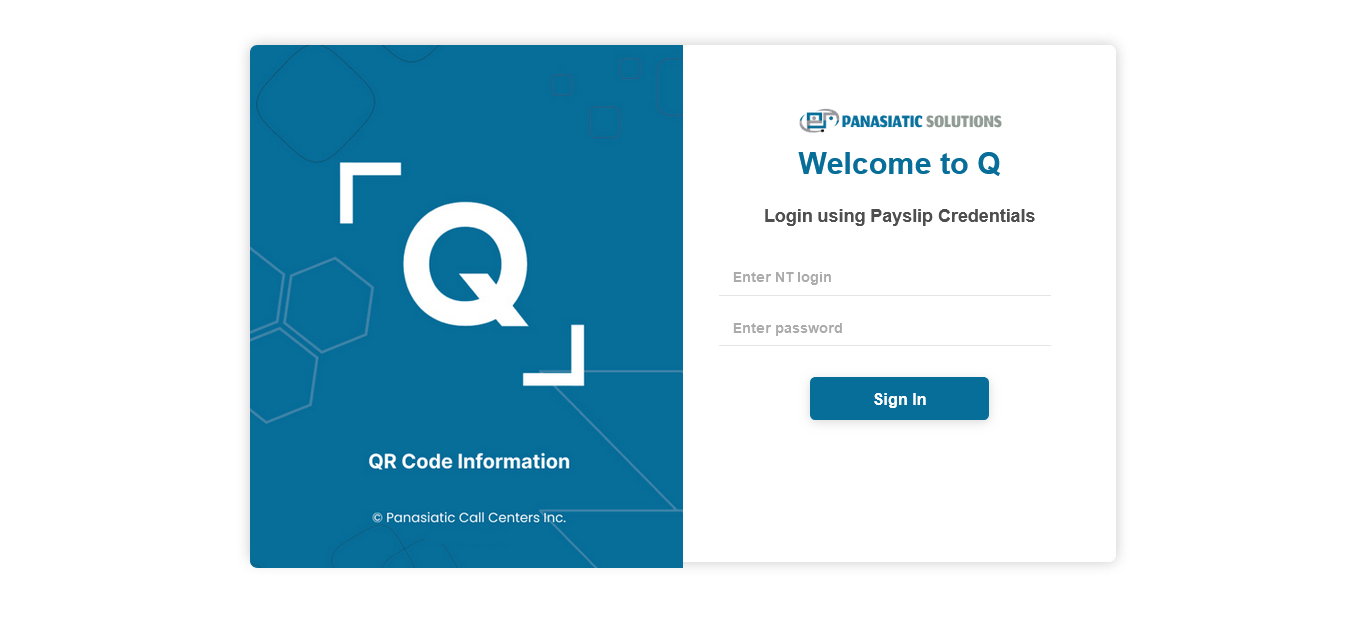 Q
QR Code Information
© Panasiatic Call Centers Inc.
PANASIATIC SOLUTIONS
Welcome to Q
Login using Payslip Credentials
Enter NT login
Enter password
Sign In